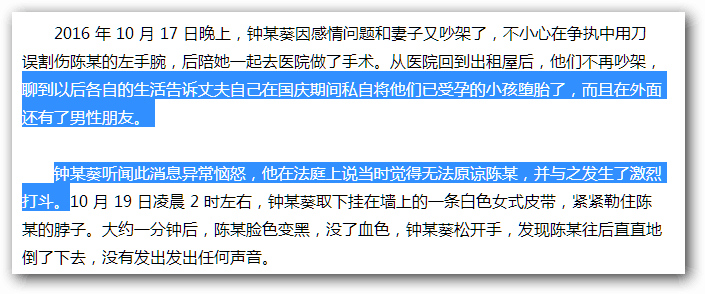 2016 年 10 月 17 日晚上，钟某葵因感情问题和妻子又吵架了，不小心在争执中用刀
误割伤陈某的左手腕，后陪她一起去医院做了手术。从医院回到出租屋后，他们不再吵架，
聊到以后各自的生活告诉丈夫自己在国庆期间私自将他们已受孕的小孩堕胎了，而且在外面
还有了男性朋友。
钟某葵听闻此消息异常恼怒，他在法庭上说当时觉得无法原谅陈某，并与之发生了激烈
打斗。10 月 19 日凌晨 2 时左右，钟某葵取下挂在墙上的一条白色女式皮带，紧紧勒住陈
某的脖子。大约一分钟后，陈某脸色变黑，没了血色，钟某葵松开手，发现陈某往后直直地
倒了下去，没有发出发出任何声音。